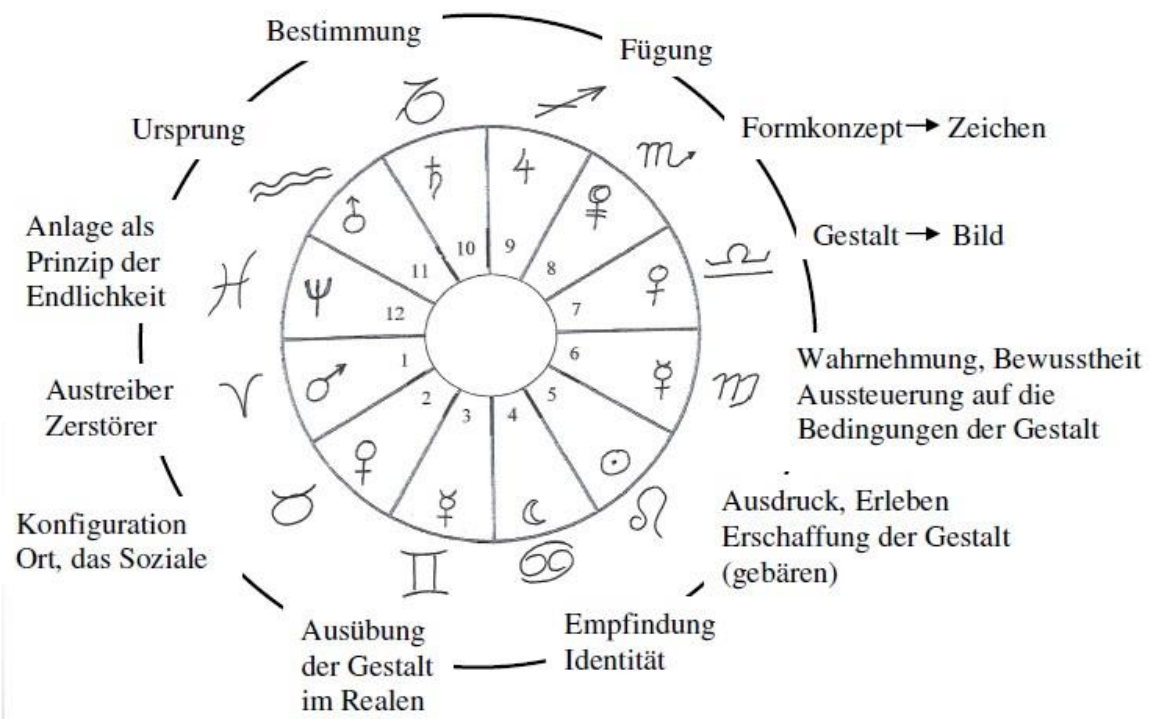 Bestimmung
Fügung
Ursprung
Formkonzept → Zeichen
Anlage als
Prinzip der
Endlichkeit
Gestalt → Bild
Wahrnehmung, Bewusstheit
Aussteuerung auf die
Bedingungen der Gestalt
Austreiber
Zerstörer
Ausdruck, Erleben
Erschaffung der Gestalt
(gebären)
Konfiguration
Ort, das Soziale
Empfindung
Identität
Ausübung
der Gestalt
im Realen
♑ ♐ ♏ ♎ ♍ ♌ ♋ ♊ ♉ ♈ ♓ ♒
♄ ♃ ♀ ☿ ☉ ☾ ☿ ♀ ♂ ♆
10 9
11 8
12 7
1 6
2 5
3 4